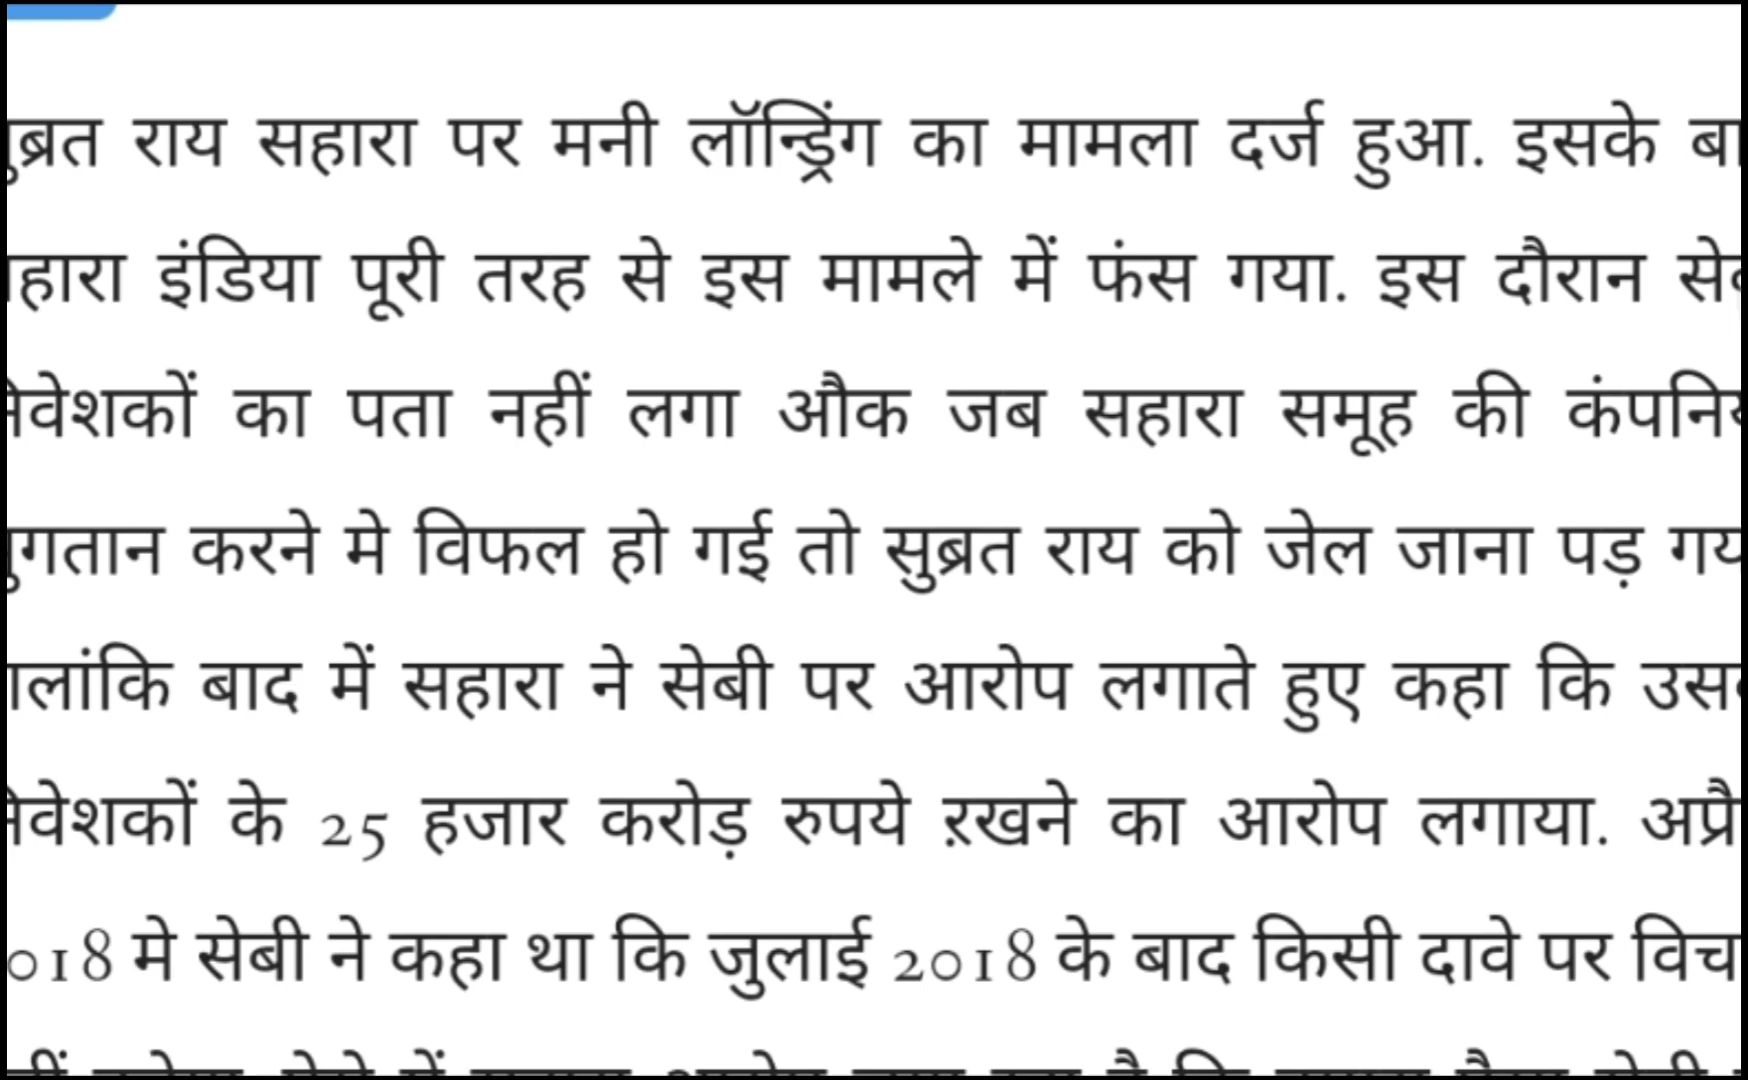 ुब्रत राय सहारा पर मनी लॉन्ड्रिंग का मामला दर्ज हुआ. इसके बा
हारा इंडिया पूरी तरह से इस मामले में फंस गया. इस दौरान से
वेशकों का पता नहीं लगा औक जब सहारा समूह की कंपनिय
ुगतान करने मे विफल हो गई तो सुब्रत राय को जेल जाना पड़ गय
ालांकि बाद में सहारा ने सेबी पर आरोप लगाते हुए कहा कि उस
वेशकों के 25 हजार करोड़ रुपये ऱखने का आरोप लगाया. अप्रै
018 मे सेबी ने कहा था कि जुलाई 2018 के बाद किसी दावे पर विच